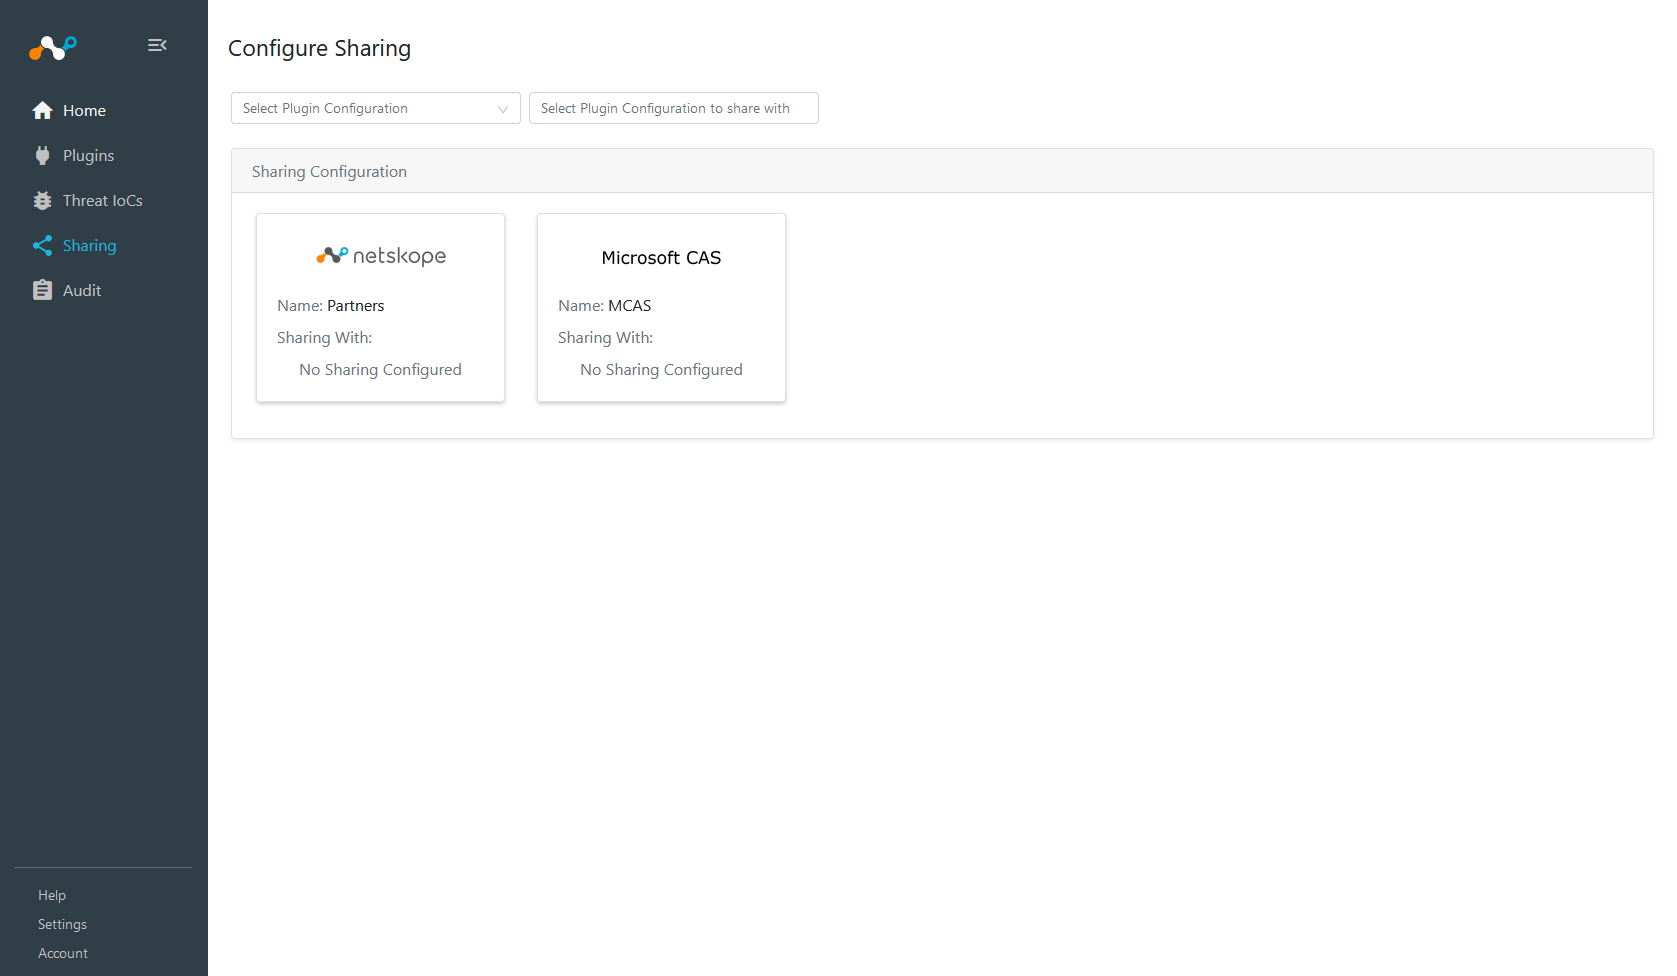 Home
Plugins
Threat IoCs
Sharing
Audit
Help
Settings
Account
Configure Sharing
Select Plugin Configuration
Select Plugin Configuration to share with
Sharing Configuration
netskope
Name: Partners
Sharing With:
No Sharing Configured
Microsoft CAS
Name: MCAS
Sharing With:
No Sharing Configured